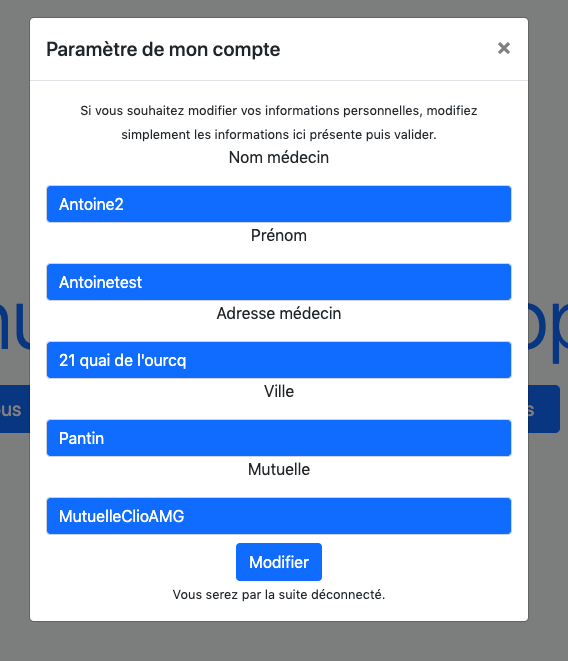 Paramètre de mon compte ×
Si vous souhaitez modifier vos informations personnelles, modifiez
simplement les informations ici présente puis valider.
Nom médecin
Antoine2
Prénom
Antoinetest
Adresse médecin
21 quai de l'ourcq
Ville
Pantin
Mutuelle
MutuelleClioAMG
Modifier
Vous serez par la suite déconnecté.